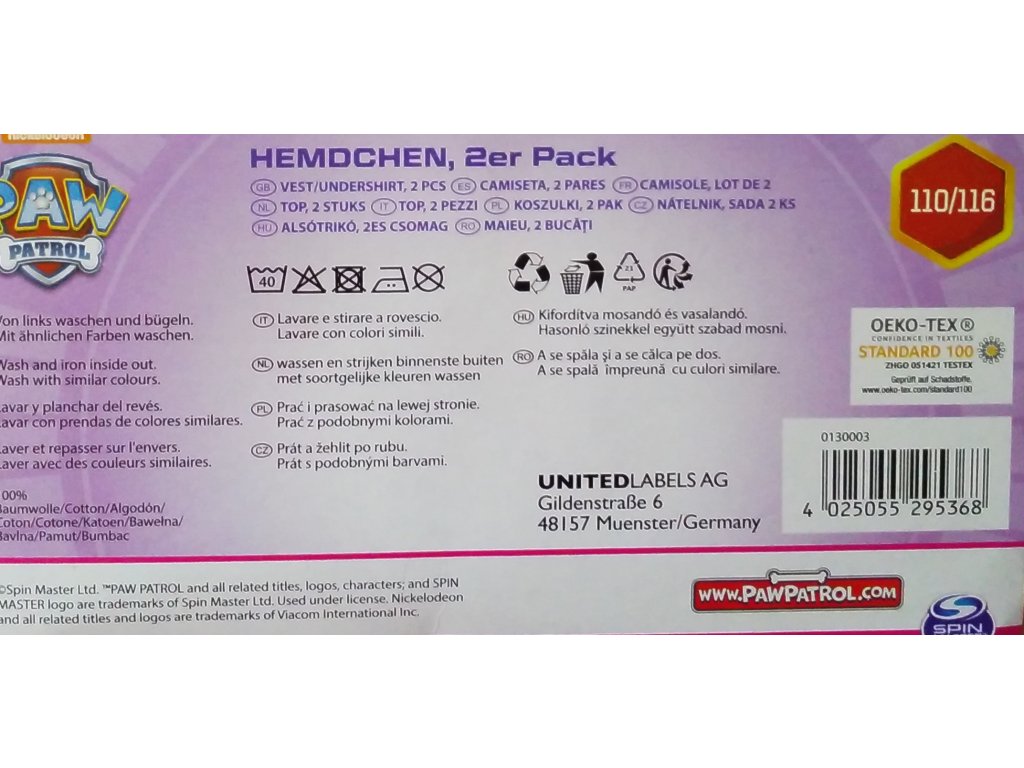 NICKELODEON
PAW
PATROL
HEMDCHEN, 2er Pack
GB VEST/UNDERSHIRT, 2 PCS ES CAMISETA, 2 PARES FR CAMISOLE, LOT DE 2
NL TOP, 2 STUKS IT TOP, 2 PEZZI PL KOSZULKI, 2 PAK CZ NÁTELNIK, SADA 2 KS
HU ALSÓTRIKÓ, 2ES CSOMAG RO MAIEU, 2 BUCĂȚI
110/116
40
21
PAP
Von links waschen und bügeln.
Mit ähnlichen Farben waschen.
Wash and iron inside out.
Wash with similar colours.
Lavar y planchar del revés.
Lavar con prendas de colores similares.
Laver et repasser sur l'envers.
Laver avec des couleurs similaires.
100%
Baumwolle/Cotton/Algodón/
Coton/Cotone/Katoen/Bawełna/
Bavlna/Pamut/Bumbac
IT Lavare e stirare a rovescio.
Lavare con colori simili.
NL wassen en strijken binnenste buiten
met soortgelijke kleuren wassen
PL Prać i prasować na lewej stronie.
Prać z podobnymi kolorami.
CZ Prát a žehlit po rubu.
Prát s podobnými barvami.
HU Kifordítva mosandó és vasalandó.
Hasonló szinekkel együtt szabad mosni.
RO A se spăla şi a se călca pe dos.
A se spală împreună cu culori similare.
OEKO-TEX®
CONFIDENCE IN TEXTILES
STANDARD 100
ZHGO 051421 TESTEX
Geprüft auf Schadstoffe.
www.oeko-tex.com/standard100
0130003
4 025055 295368
UNITEDLABELS AG
Gildenstraße 6
48157 Muenster/Germany
©Spin Master Ltd. ™PAW PATROL and all related titles, logos, characters; and SPIN
MASTER logo are trademarks of Spin Master Ltd. Used under license. Nickelodeon
and all related titles and logos are trademarks of Viacom International Inc.
www.PawPatrol.com
SPIN